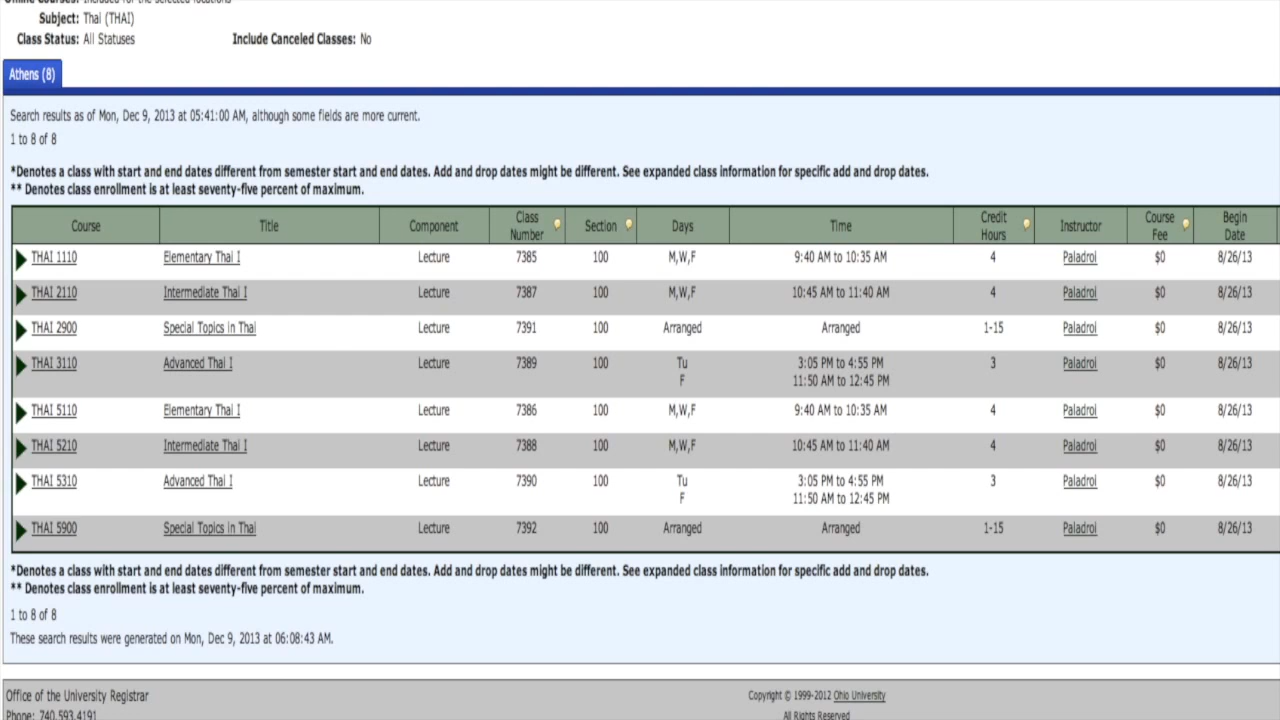 Online Courses: Included for the selected locations
Subject: Thai (THAI)
Class Status: All Statuses Include Canceled Classes: No
Athens (8)
Search results as of Mon, Dec 9, 2013 at 05:41:00 AM, although some fields are more current.
1 to 8 of 8
*Denotes a class with start and end dates different from semester start and end dates. Add and drop dates might be different. See expanded class information for specific add and drop dates.
** Denotes class enrollment is at least seventy-five percent of maximum.
Course Title Component Class Number Section Days Time Credit Hours Instructor Course Fee Begin Date
THAI 1110 Elementary Thai I Lecture 7385 100 M,W,F 9:40 AM to 10:35 AM 4 Paladroi $0 8/26/13
THAI 2110 Intermediate Thai I Lecture 7387 100 M,W,F 10:45 AM to 11:40 AM 4 Paladroi $0 8/26/13
THAI 2900 Special Topics in Thai Lecture 7391 100 Arranged Arranged 1-15 Paladroi $0 8/26/13
THAI 3110 Advanced Thai I Lecture 7389 100 Tu 3:05 PM to 4:55 PM 3 Paladroi $0 8/26/13
F 11:50 AM to 12:45 PM
THAI 5110 Elementary Thai I Lecture 7386 100 M,W,F 9:40 AM to 10:35 AM 4 Paladroi $0 8/26/13
THAI 5210 Intermediate Thai I Lecture 7388 100 M,W,F 10:45 AM to 11:40 AM 4 Paladroi $0 8/26/13
THAI 5310 Advanced Thai I Lecture 7390 100 Tu 3:05 PM to 4:55 PM 3 Paladroi $0 8/26/13
F 11:50 AM to 12:45 PM
THAI 5900 Special Topics in Thai Lecture 7392 100 Arranged Arranged 1-15 Paladroi $0 8/26/13
*Denotes a class with start and end dates different from semester start and end dates. Add and drop dates might be different. See expanded class information for specific add and drop dates.
** Denotes class enrollment is at least seventy-five percent of maximum.
1 to 8 of 8
These search results were generated on Mon, Dec 9, 2013 at 06:08:43 AM.
Office of the University Registrar Copyright © 1999-2012 Ohio University
Phone: 740.593.4191 All Rights Reserved